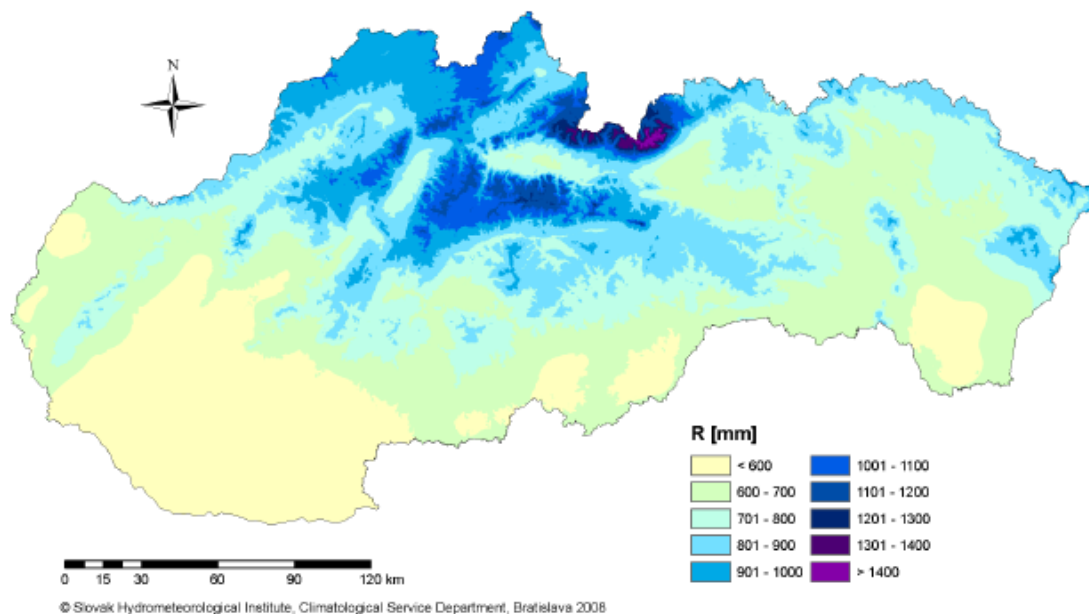 N
R [mm]
< 600
600 - 700
701 - 800
801 - 900
901 - 1000
1001 - 1100
1101 - 1200
1201 - 1300
1301 - 1400
> 1400
0 15 30 60 90 120 km
© Slovak Hydrometeorological Institute, Climatological Service Department, Bratislava 2008